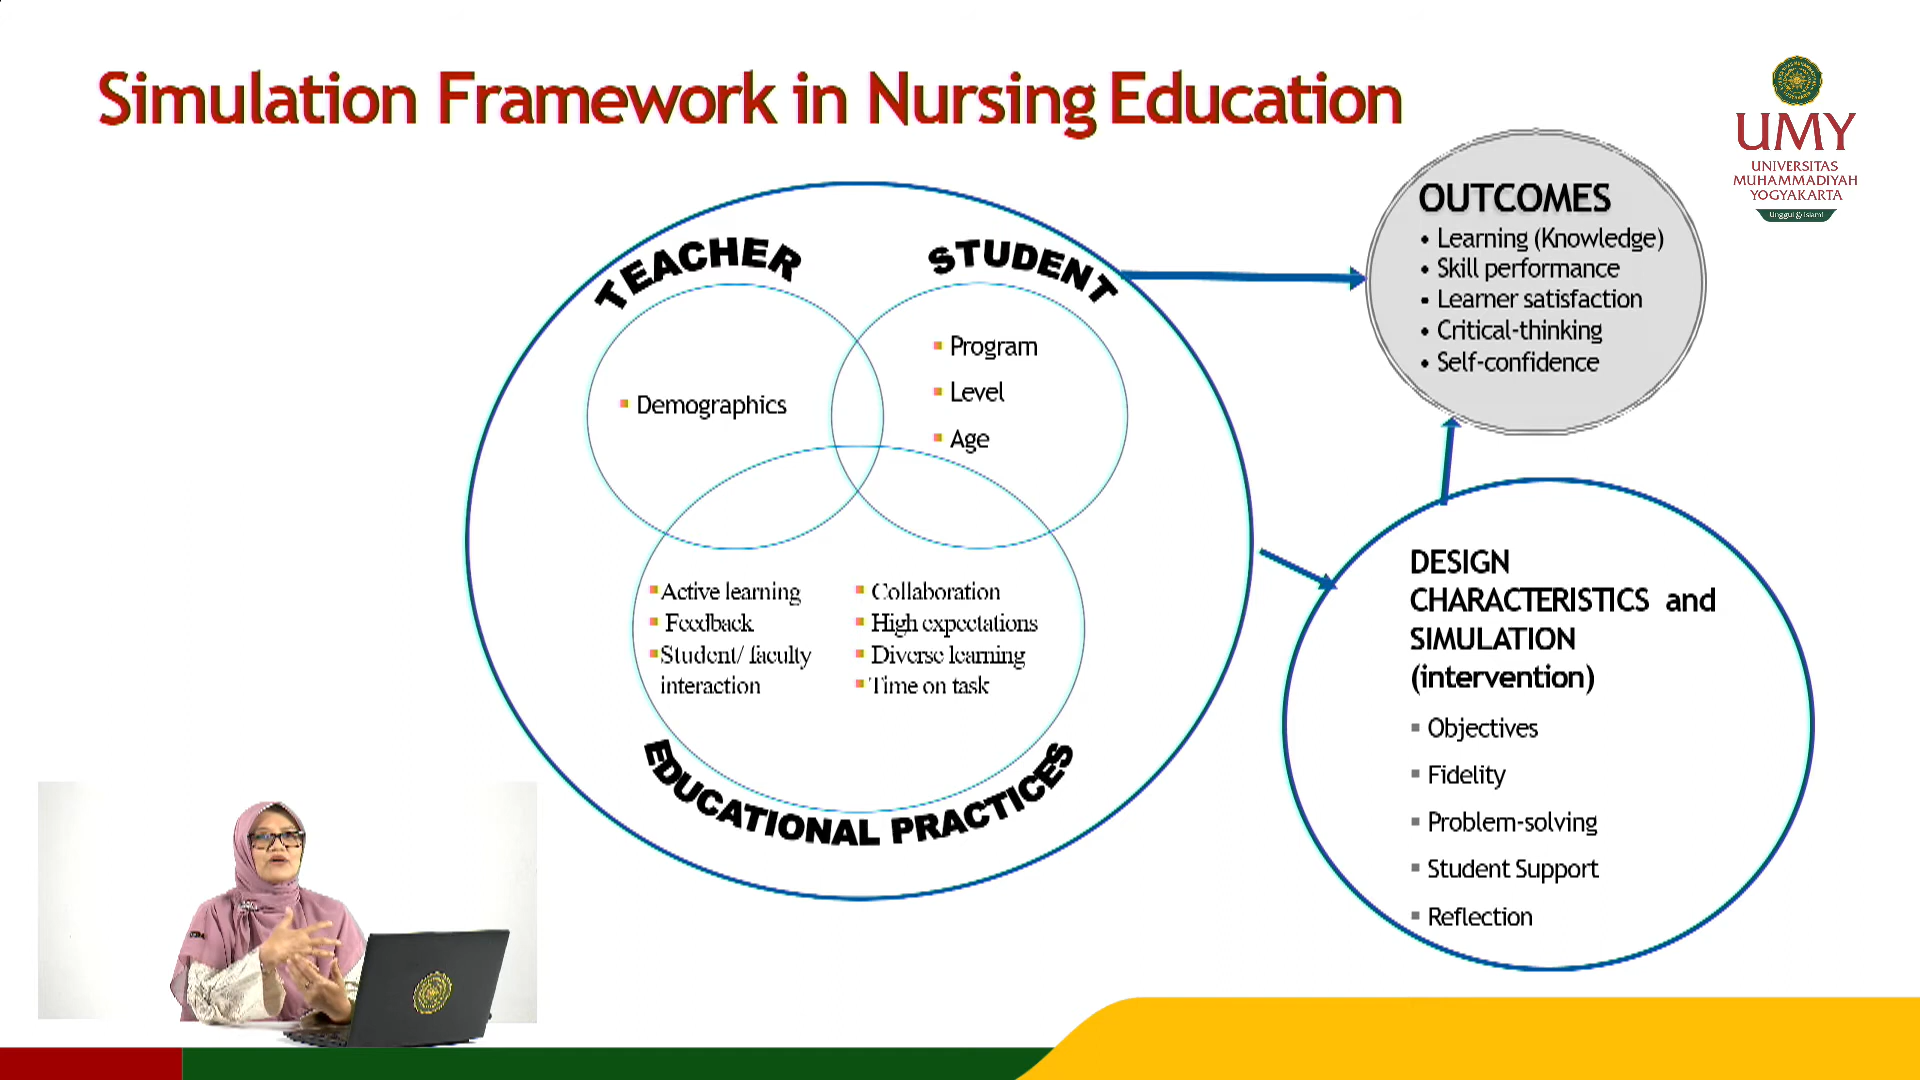 Simulation Framework in Nursing Education
UMY
UNIVERSITAS
MUHAMMADIYAH
YOGYAKARTA
Unggul & Islami
OUTCOMES
• Learning (Knowledge)
• Skill performance
• Learner satisfaction
• Critical-thinking
• Self-confidence
TEACHER
▪ Demographics
STUDENT
▪ Program
▪ Level
▪ Age
▪ Active learning
▪ Feedback
▪ Student/ faculty
interaction
▪ Collaboration
▪ High expectations
▪ Diverse learning
▪ Time on task
EDUCATIONAL PRACTICES
DESIGN
CHARACTERISTICS and
SIMULATION
(intervention)
▪ Objectives
▪ Fidelity
▪ Problem-solving
▪ Student Support
▪ Reflection